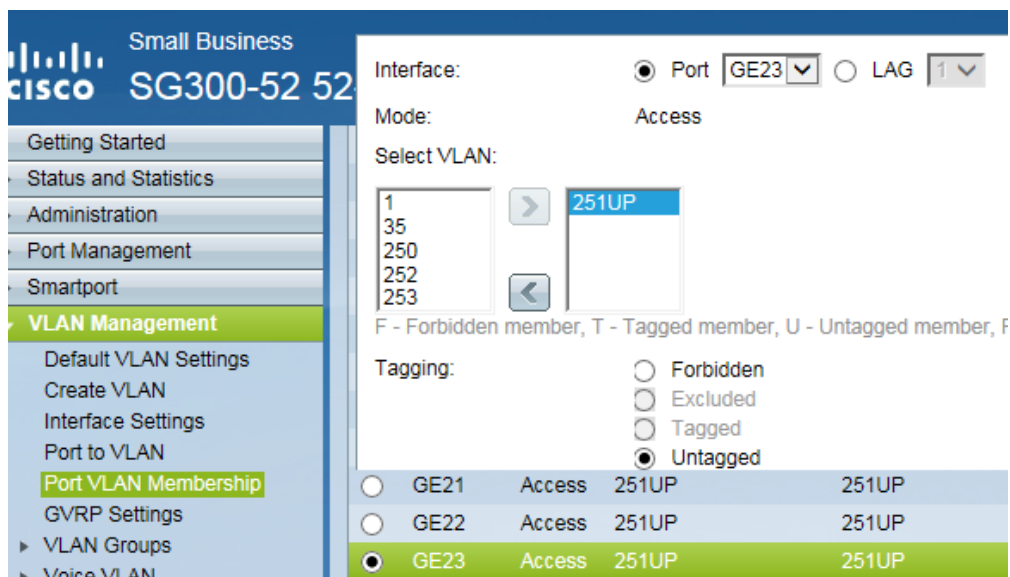 Small Business
cisco SG300-52 52
Getting Started
Status and Statistics
Administration
Port Management
Smartport
VLAN Management
Default VLAN Settings
Create VLAN
Interface Settings
Port to VLAN
Port VLAN Membership
GVRP Settings
VLAN Groups
Voice VLAN
Interface: Port GE23 LAG 1
Mode: Access
Select VLAN:
1 251UP
35
250
252
253
F - Forbidden member, T - Tagged member, U - Untagged member,
Tagging: Forbidden
Excluded
Tagged
Untagged
GE21 Access 251UP 251UP
GE22 Access 251UP 251UP
GE23 Access 251UP 251UP